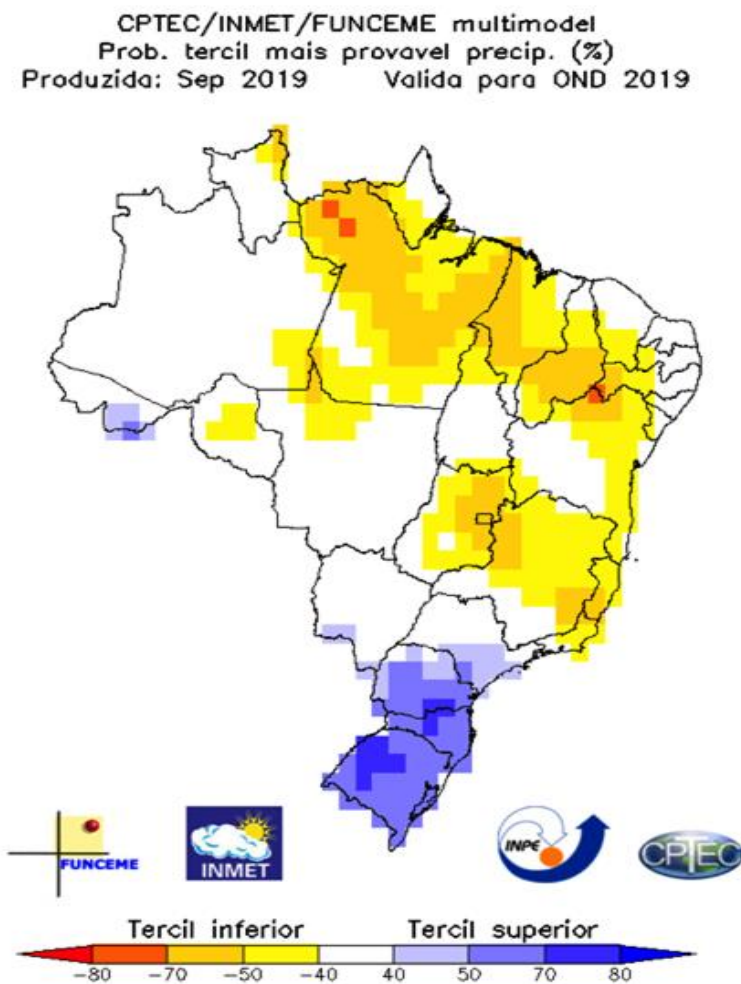 CPTEC/INMET/FUNCEME multimodel
Prob. tercil mais provavel precip. (%)
Produzida: Sep 2019 Valida para OND 2019
FUNCEME
INMET
INPE
CPTEC
Tercil inferior Tercil superior
-80 -70 -50 -40 40 50 70 80